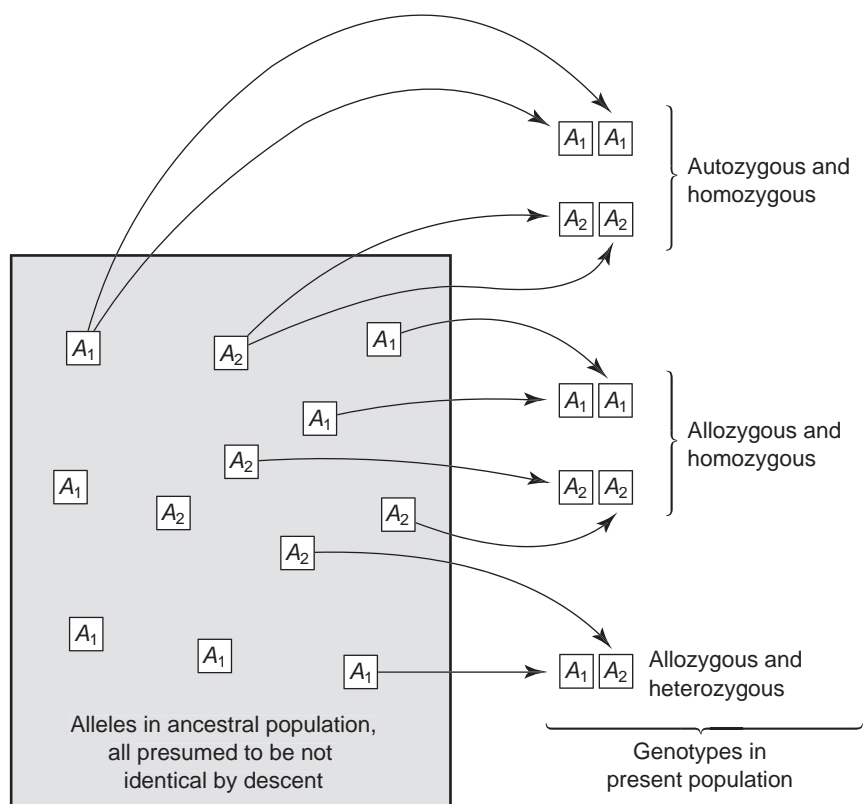 A₁ A₁
Autozygous and
homozygous
A₂ A₂
A₁
A₂
A₁
A₁
A₁ A₁
Allozygous and
homozygous
A₂
A₂ A₂
A₁
A₂
A₂
A₂
A₁
A₁
A₁
A₁ A₂
Allozygous and
heterozygous
Alleles in ancestral population,
all presumed to be not
identical by descent
Genotypes in
present population